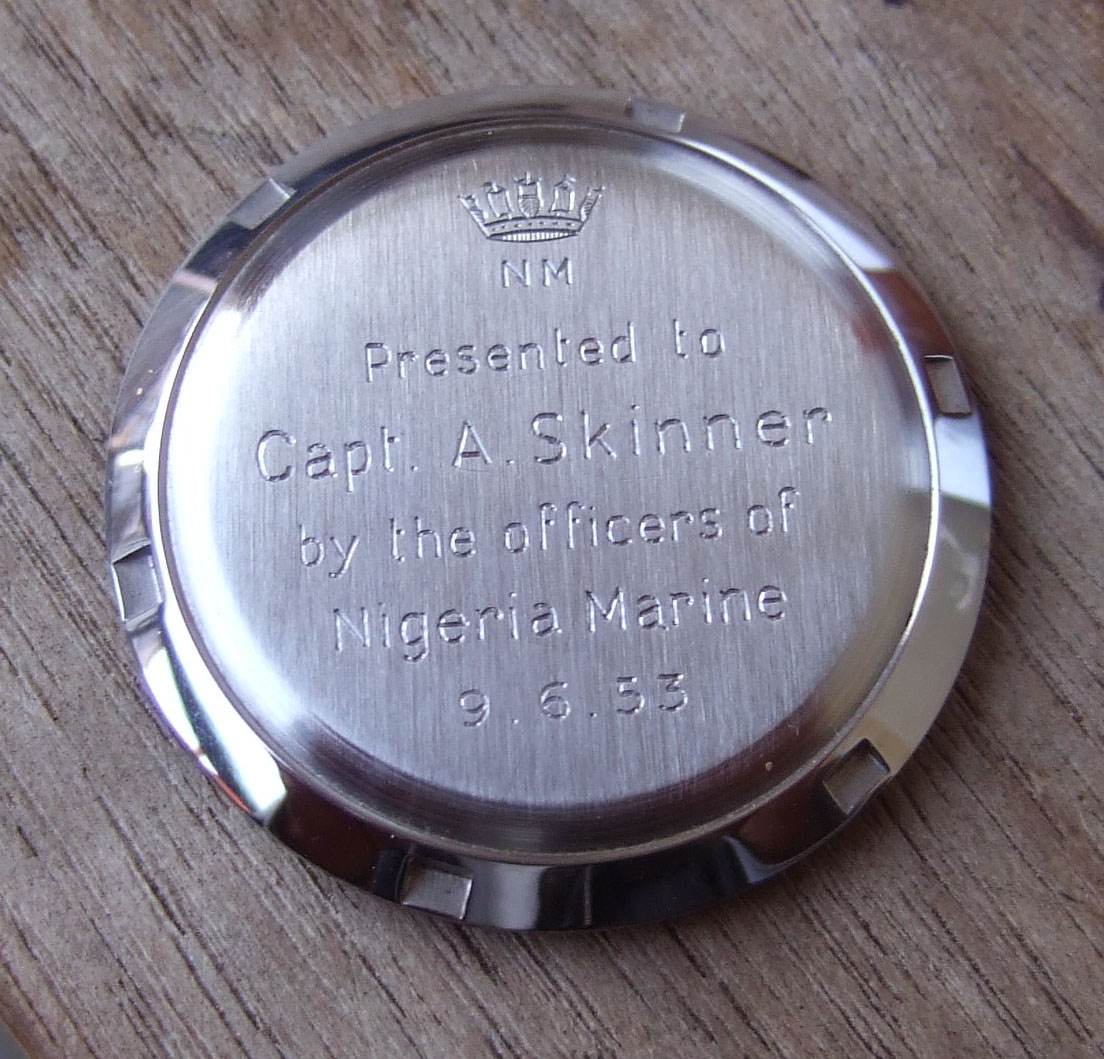 NM
Presented to
Capt. A. Skinner
by the officers of
Nigeria Marine
9.6.53